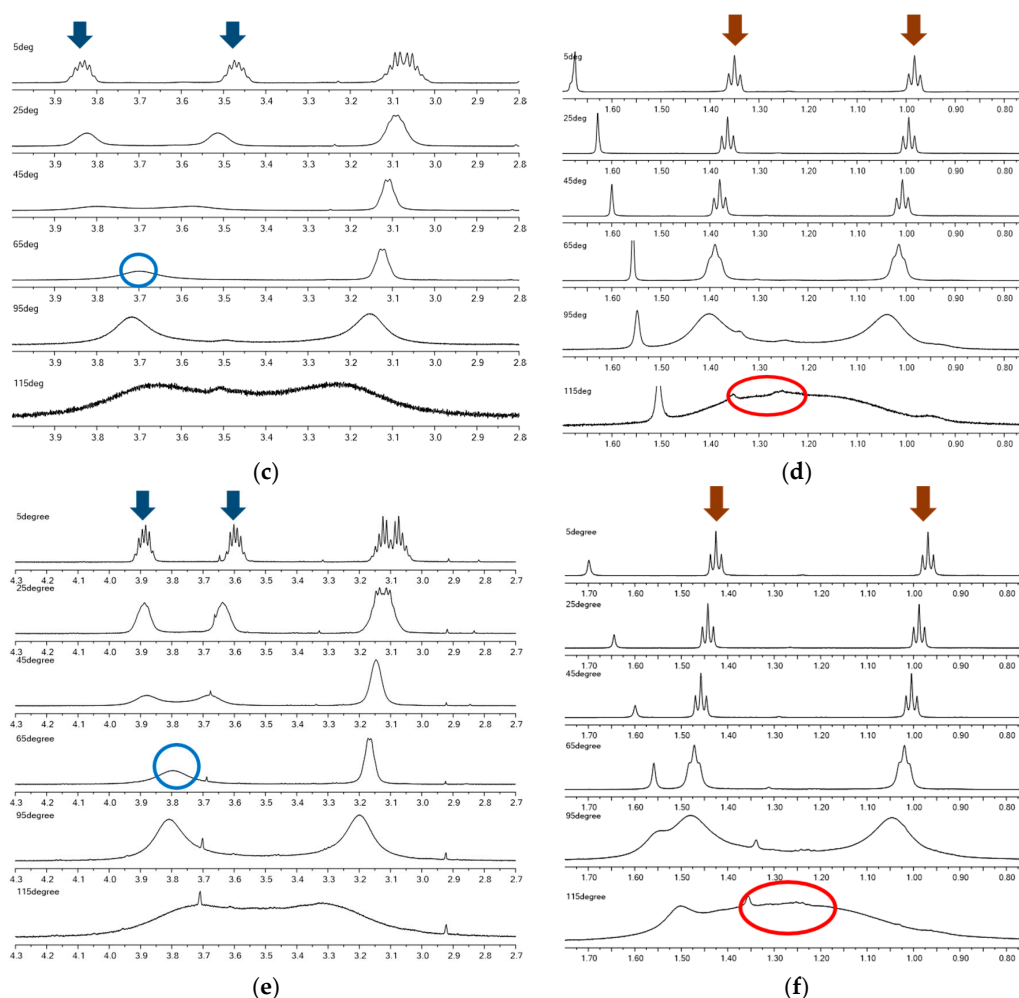 5deg
3.9 3.8 3.7 3.6 3.5 3.4 3.3 3.2 3.1 3.0 2.9 2.8
25deg
3.9 3.8 3.7 3.6 3.5 3.4 3.3 3.2 3.1 3.0 2.9 2.8
45deg
3.9 3.8 3.7 3.6 3.5 3.4 3.3 3.2 3.1 3.0 2.9 2.8
65deg
3.9 3.8 3.7 3.6 3.5 3.4 3.3 3.2 3.1 3.0 2.9 2.8
95deg
3.9 3.8 3.7 3.6 3.5 3.4 3.3 3.2 3.1 3.0 2.9 2.8
115deg
3.9 3.8 3.7 3.6 3.5 3.4 3.3 3.2 3.1 3.0 2.9 2.8
(c)
5deg
1.60 1.50 1.40 1.30 1.20 1.10 1.00 0.90 0.80
25deg
1.60 1.50 1.40 1.30 1.20 1.10 1.00 0.90 0.80
45deg
1.60 1.50 1.40 1.30 1.20 1.10 1.00 0.90 0.80
65deg
1.60 1.50 1.40 1.30 1.20 1.10 1.00 0.90 0.80
95deg
1.60 1.50 1.40 1.30 1.20 1.10 1.00 0.90 0.80
115deg
1.60 1.50 1.40 1.30 1.20 1.10 1.00 0.90 0.80
(d)
5degree
4.3 4.2 4.1 4.0 3.9 3.8 3.7 3.6 3.5 3.4 3.3 3.2 3.1 3.0 2.9 2.8 2.7
25degree
4.3 4.2 4.1 4.0 3.9 3.8 3.7 3.6 3.5 3.4 3.3 3.2 3.1 3.0 2.9 2.8 2.7
45degree
4.3 4.2 4.1 4.0 3.9 3.8 3.7 3.6 3.5 3.4 3.3 3.2 3.1 3.0 2.9 2.8 2.7
65degree
4.3 4.2 4.1 4.0 3.9 3.8 3.7 3.6 3.5 3.4 3.3 3.2 3.1 3.0 2.9 2.8 2.7
95degree
4.3 4.2 4.1 4.0 3.9 3.8 3.7 3.6 3.5 3.4 3.3 3.2 3.1 3.0 2.9 2.8 2.7
115degree
4.3 4.2 4.1 4.0 3.9 3.8 3.7 3.6 3.5 3.4 3.3 3.2 3.1 3.0 2.9 2.8 2.7
(e)
5degree
1.70 1.60 1.50 1.40 1.30 1.20 1.10 1.00 0.90 0.80
25degree
1.70 1.60 1.50 1.40 1.30 1.20 1.10 1.00 0.90 0.80
45degree
1.70 1.60 1.50 1.40 1.30 1.20 1.10 1.00 0.90 0.80
65degree
1.70 1.60 1.50 1.40 1.30 1.20 1.10 1.00 0.90 0.80
95degree
1.70 1.60 1.50 1.40 1.30 1.20 1.10 1.00 0.90 0.80
115degree
1.70 1.60 1.50 1.40 1.30 1.20 1.10 1.00 0.90 0.80
(f)